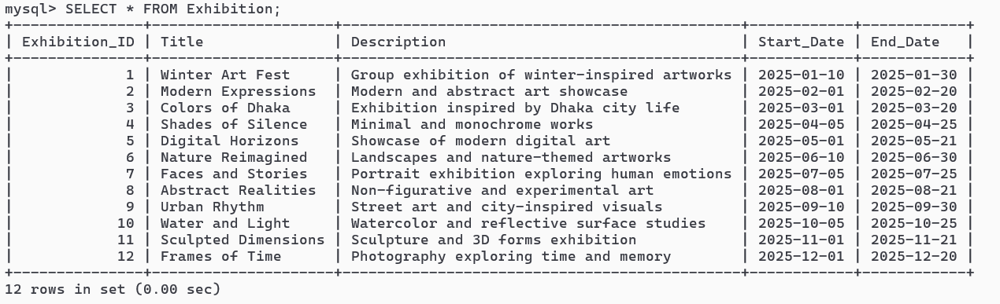 mysql> SELECT * FROM Exhibition;
+---------------+---------------------+-----------------------------------------------+------------+------------+
| Exhibition_ID | Title               | Description                                   | Start_Date | End_Date   |
+---------------+---------------------+-----------------------------------------------+------------+------------+
|             1 | Winter Art Fest     | Group exhibition of winter-inspired artworks | 2025-01-10 | 2025-01-30 |
|             2 | Modern Expressions  | Modern and abstract art showcase              | 2025-02-01 | 2025-02-20 |
|             3 | Colors of Dhaka     | Exhibition inspired by Dhaka city life        | 2025-03-01 | 2025-03-20 |
|             4 | Shades of Silence   | Minimal and monochrome works                  | 2025-04-05 | 2025-04-25 |
|             5 | Digital Horizons    | Showcase of modern digital art                | 2025-05-01 | 2025-05-21 |
|             6 | Nature Reimagined   | Landscapes and nature-themed artworks         | 2025-06-10 | 2025-06-30 |
|             7 | Faces and Stories   | Portrait exhibition exploring human emotions | 2025-07-05 | 2025-07-25 |
|             8 | Abstract Realities  | Non-figurative and experimental art           | 2025-08-01 | 2025-08-21 |
|             9 | Urban Rhythm        | Street art and city-inspired visuals          | 2025-09-10 | 2025-09-30 |
|            10 | Water and Light     | Watercolor and reflective surface studies     | 2025-10-05 | 2025-10-25 |
|            11 | Sculpted Dimensions | Sculpture and 3D forms exhibition             | 2025-11-01 | 2025-11-21 |
|            12 | Frames of Time      | Photography exploring time and memory         | 2025-12-01 | 2025-12-20 |
+---------------+---------------------+-----------------------------------------------+------------+------------+
12 rows in set (0.00 sec)